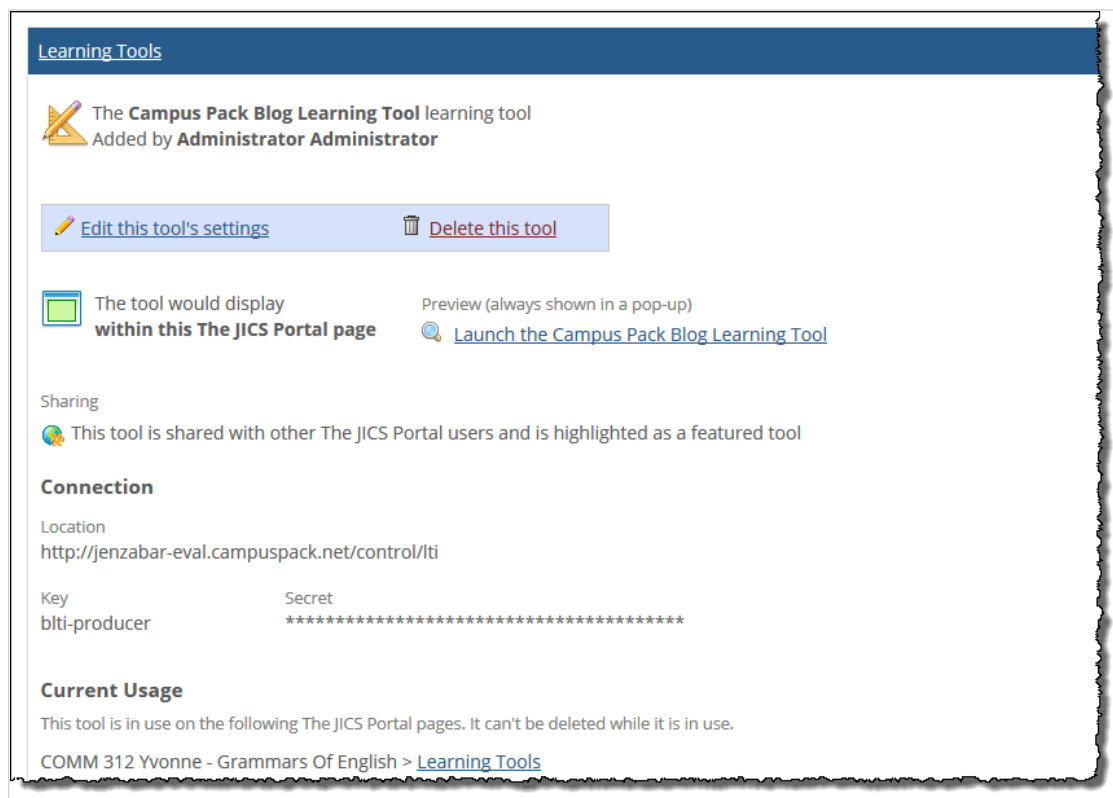 Learning Tools
The Campus Pack Blog Learning Tool learning tool
Added by Administrator Administrator
Edit this tool's settings
Delete this tool
The tool would display
within this The JICS Portal page
Preview (always shown in a pop-up)
Launch the Campus Pack Blog Learning Tool
Sharing
This tool is shared with other The JICS Portal users and is highlighted as a featured tool
Connection
Location
http://jenzabar-eval.campuspack.net/control/lti
Key
blti-producer
Secret
****************************************
Current Usage
This tool is in use on the following The JICS Portal pages. It can't be deleted while it is in use.
COMM 312 Yvonne - Grammars Of English > Learning Tools